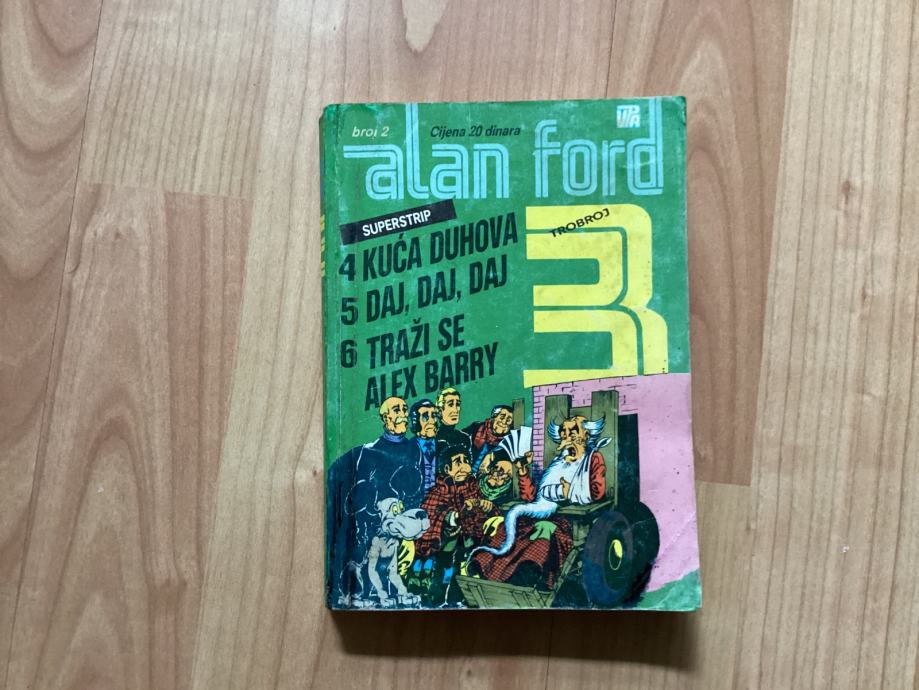 broj 2 Cijena 20 dinara
alan ford
SUPERSTRIP
TROBROJ
3
4 KUĆA DUHOVA
5 DAJ, DAJ, DAJ
6 TRAŽI SE
ALEX BARRY